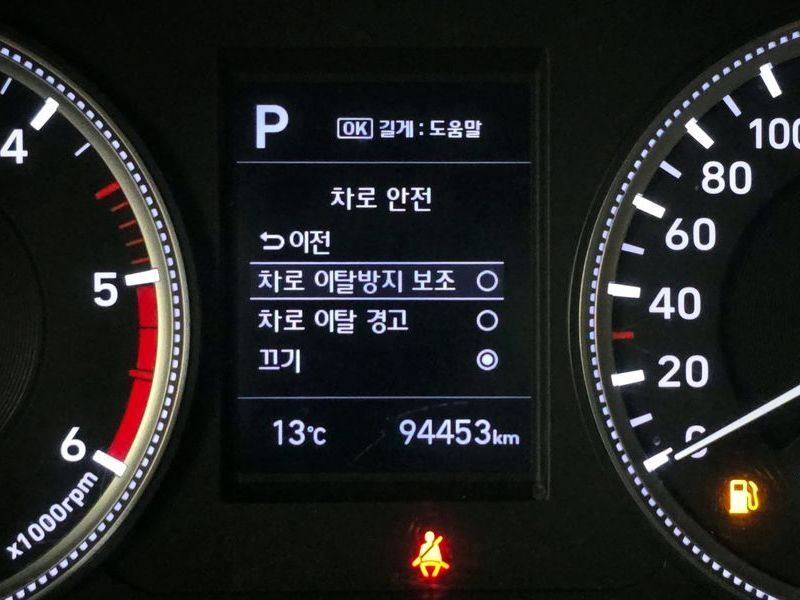 P OK 길게 : 도움말
차로 안전
이전
차로 이탈방지 보조
차로 이탈 경고
끄기
13°C 94453km
4
5
6
x1000rpm
100
80
60
40
20
0